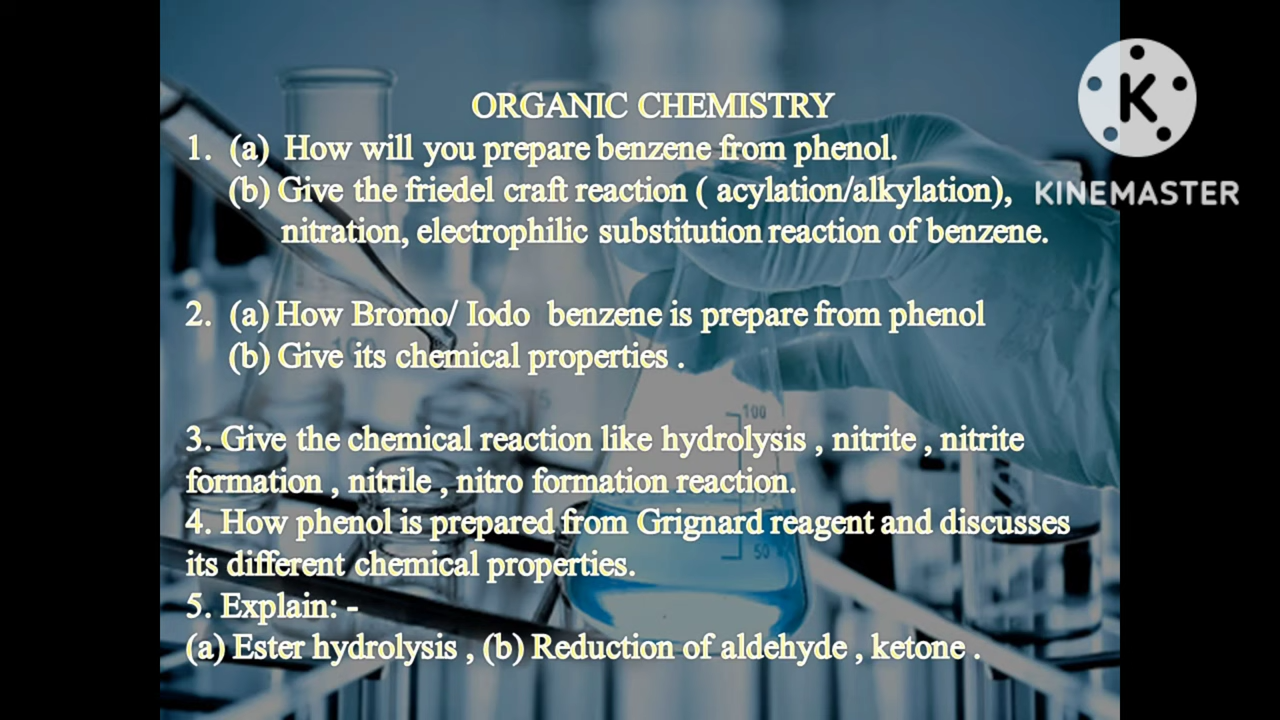 ORGANIC CHEMISTRY
1. (a) How will you prepare benzene from phenol.
(b) Give the friedel craft reaction ( acylation/alkylation),
nitration, electrophilic substitution reaction of benzene.
2. (a) How Bromo/ Iodo benzene is prepare from phenol
(b) Give its chemical properties .
3. Give the chemical reaction like hydrolysis , nitrite , nitrite
formation , nitrile , nitro formation reaction.
4. How phenol is prepared from Grignard reagent and discusses
its different chemical properties.
5. Explain: -
(a) Ester hydrolysis , (b) Reduction of aldehyde , ketone .
K
KINEMASTER
100
50